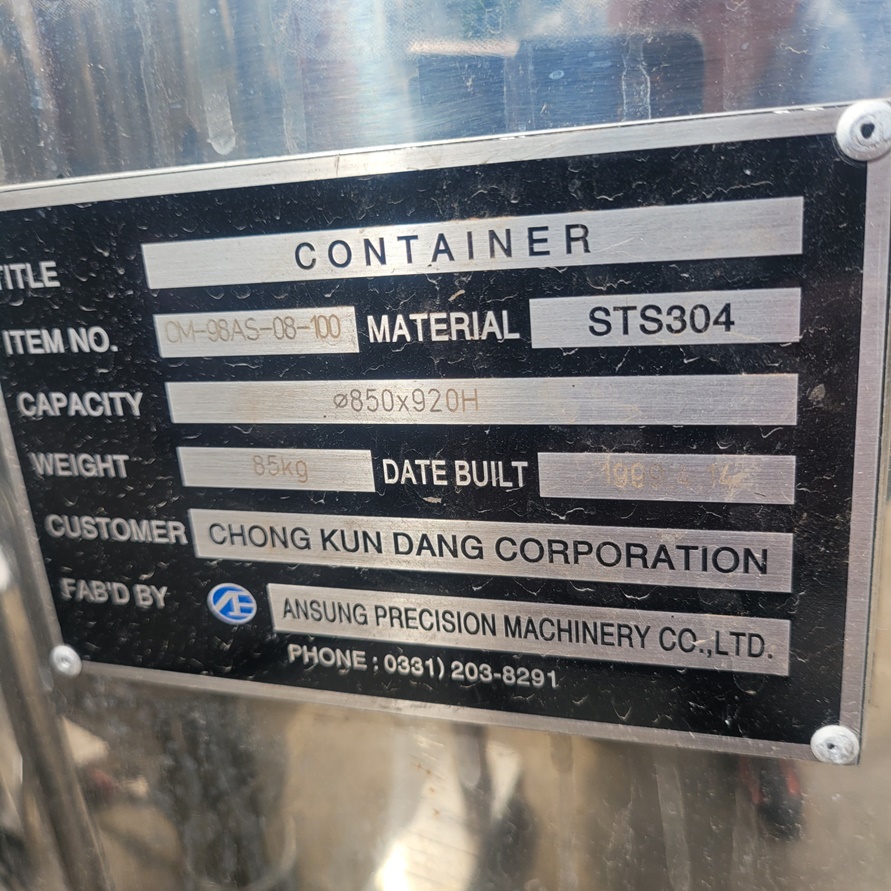 TITLE CONTAINER
ITEM NO. CM-98AS-08-100 MATERIAL STS304
CAPACITY ø850x920H
WEIGHT 85kg DATE BUILT
CUSTOMER CHONG KUN DANG CORPORATION
FAB'D BY ANSUNG PRECISION MACHINERY CO.,LTD.
PHONE : 0331) 203-8291